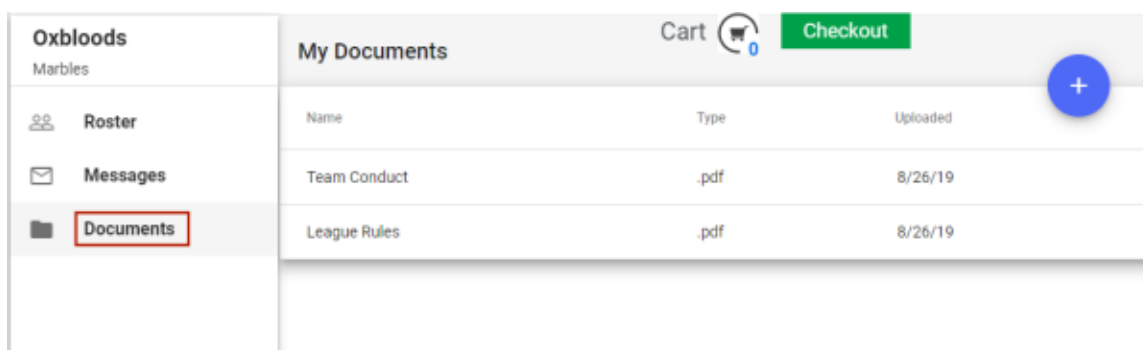 Oxbloods
Marbles
Roster
Messages
Documents
My Documents
Cart 0 Checkout
+
Name Type Uploaded
Team Conduct .pdf 8/26/19
League Rules .pdf 8/26/19